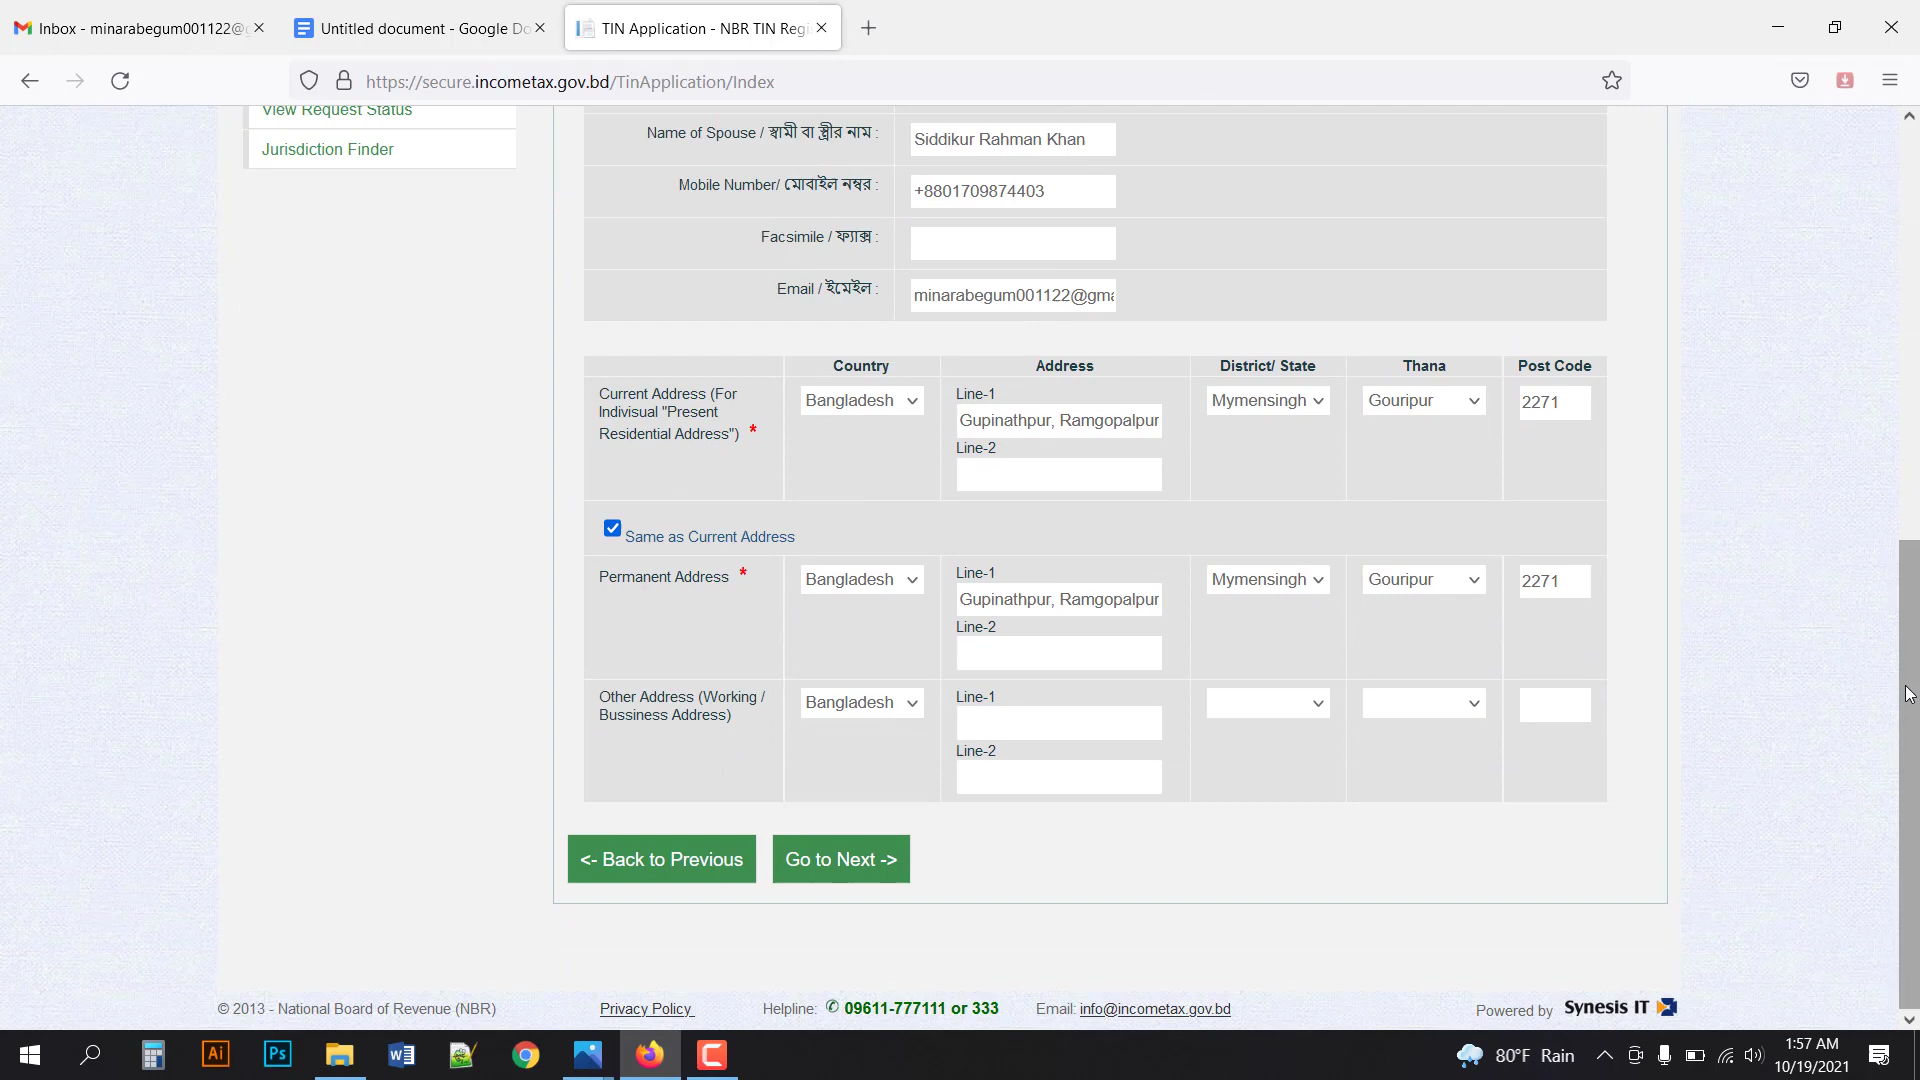 Inbox - minarabegum001122@g
Untitled document - Google Do
TIN Application - NBR TIN Regi
https://secure.incometax.gov.bd/TinApplication/Index
View Request Status
Jurisdiction Finder
Name of Spouse / স্বামী বা স্ত্রীর নাম :
Siddikur Rahman Khan
Mobile Number/ মোবাইল নম্বর :
+8801709874403
Facsimile / ফ্যাক্স :
Email / ইমেইল :
minarabegum001122@gma
Country Address District/ State Thana Post Code
Current Address (For
Indivisual "Present
Residential Address") *
Bangladesh
Line-1
Gupinathpur, Ramgopalpur
Line-2
Mymensingh
Gouripur
2271
Same as Current Address
Permanent Address *
Bangladesh
Line-1
Gupinathpur, Ramgopalpur
Line-2
Mymensingh
Gouripur
2271
Other Address (Working /
Bussiness Address)
Bangladesh
Line-1
Line-2
<- Back to Previous
Go to Next ->
© 2013 - National Board of Revenue (NBR)
Privacy Policy
Helpline: ✆ 09611-777111 or 333
Email: info@incometax.gov.bd
Powered by Synesis IT
Ai
Ps
80°F Rain
1:57 AM
10/19/2021